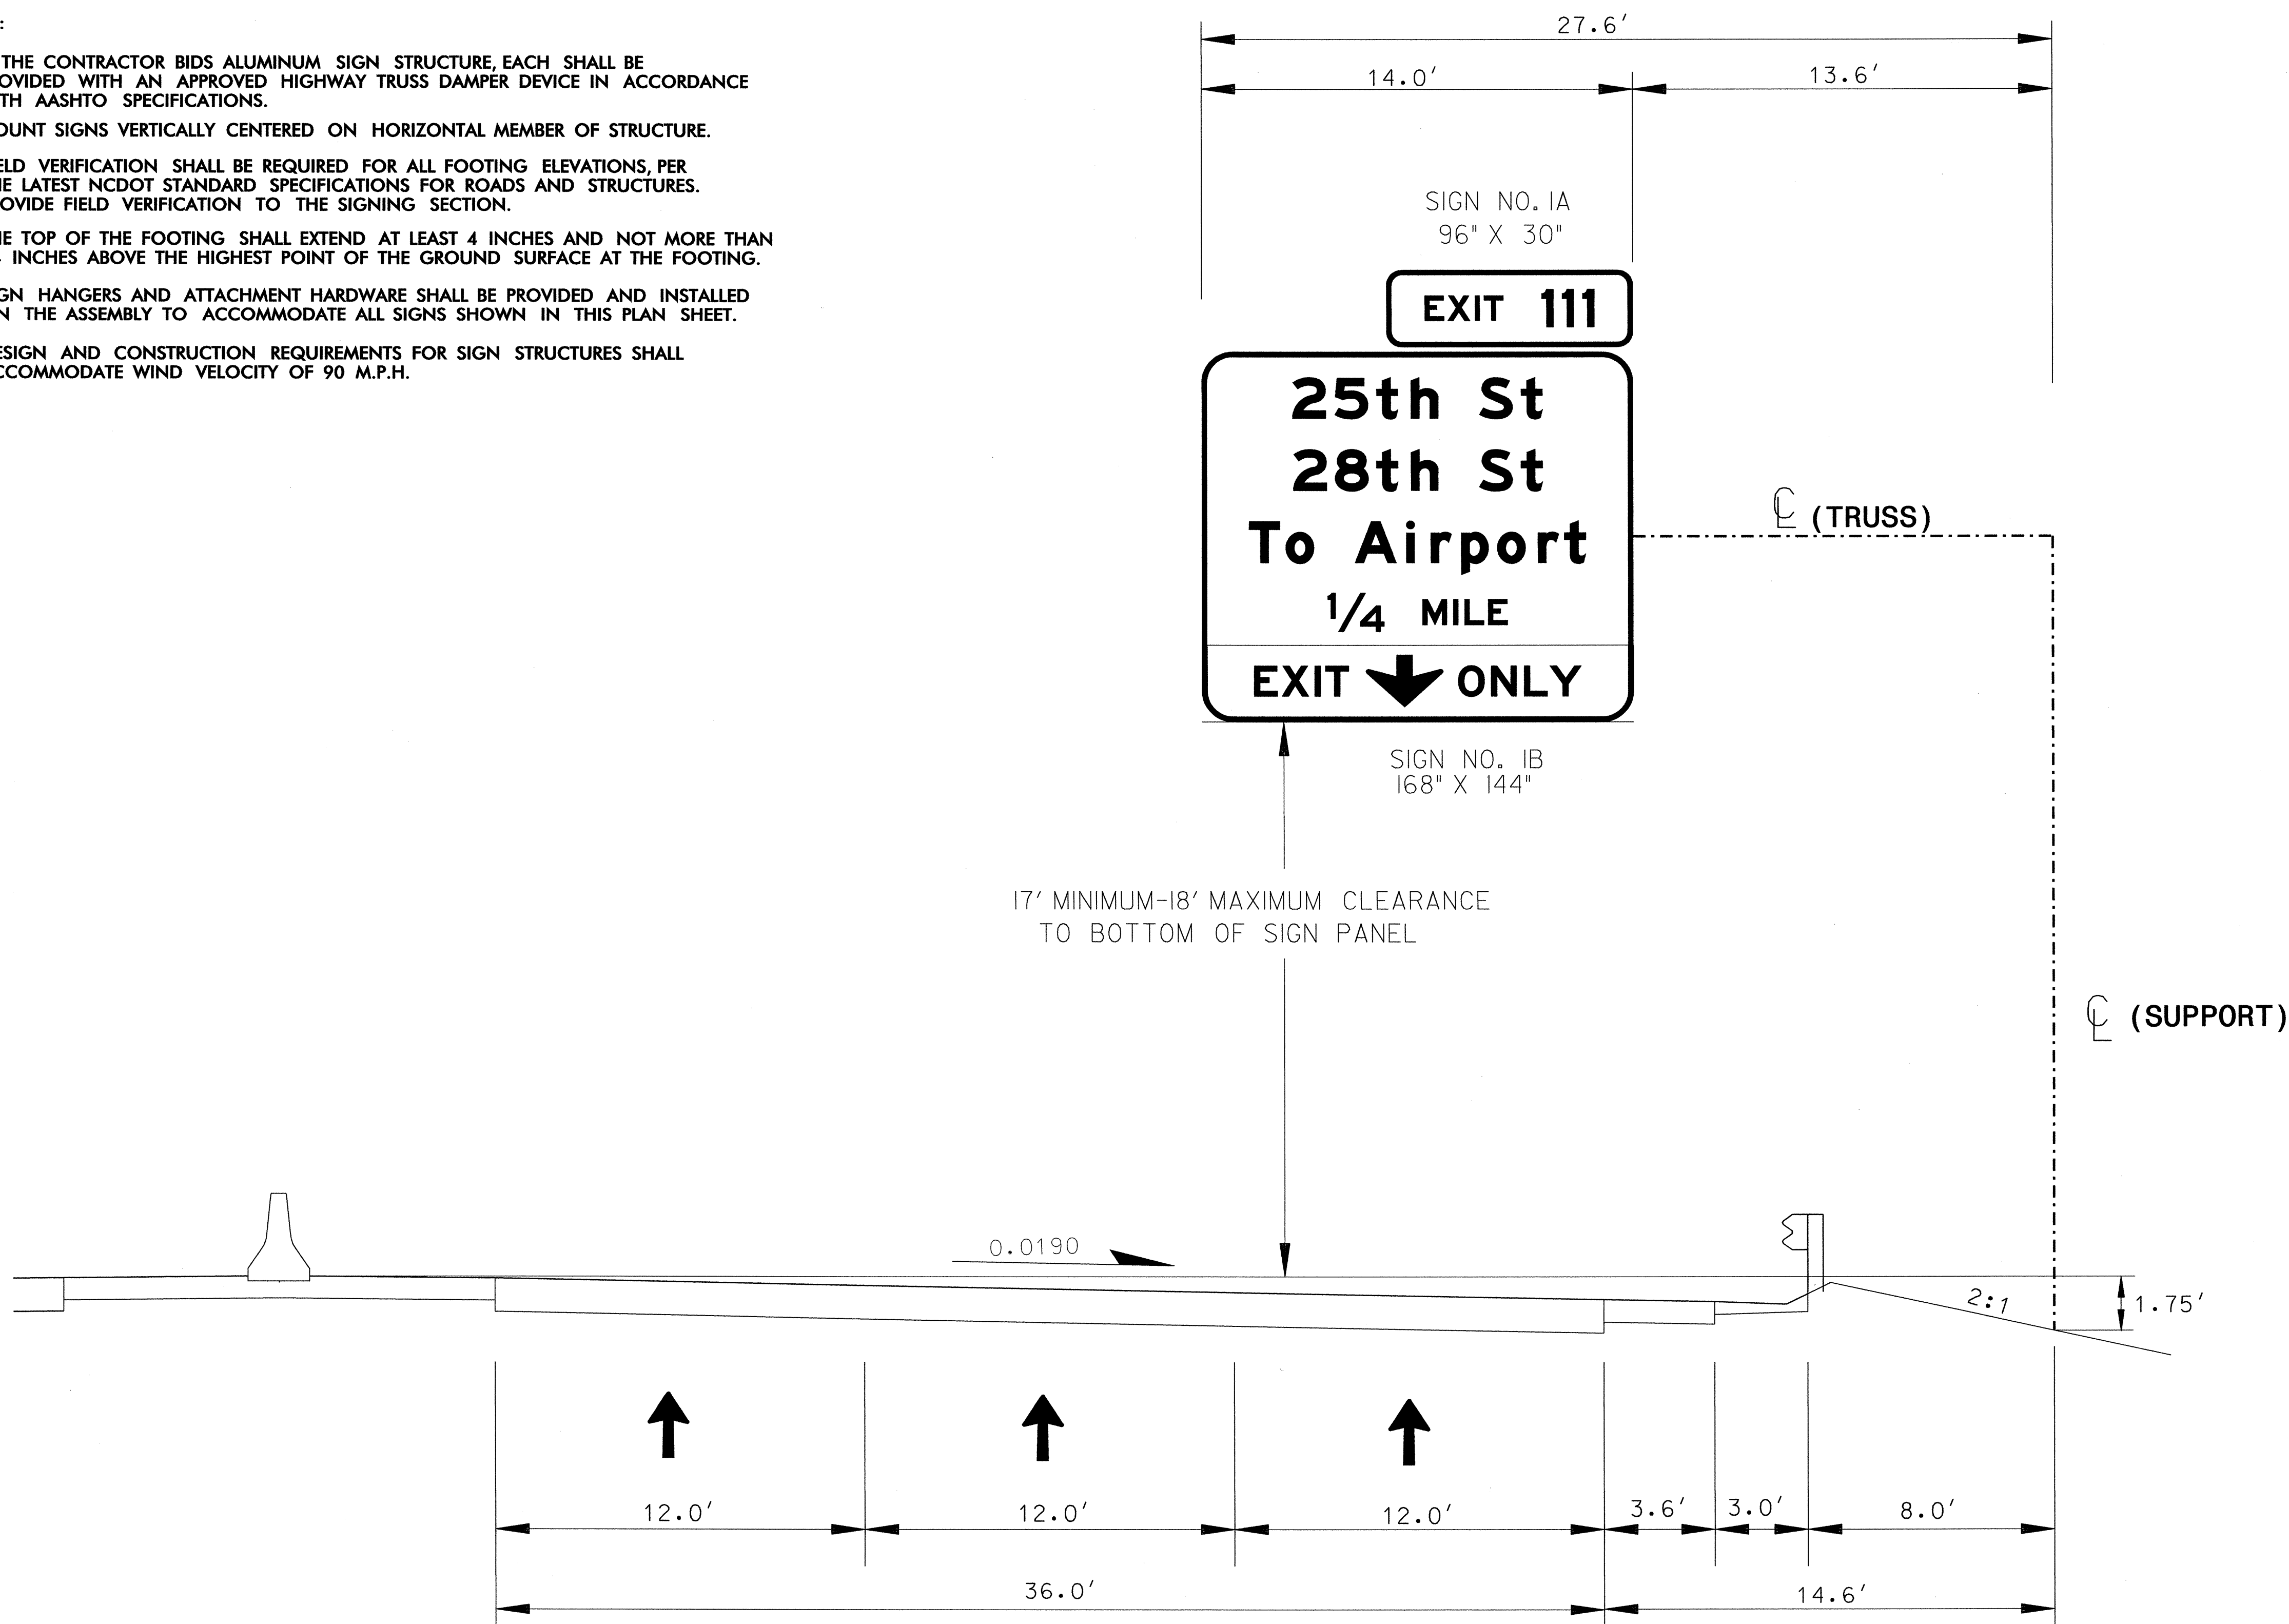 :
THE CONTRACTOR BIDS ALUMINUM SIGN STRUCTURE, EACH SHALL BE
OVIDED WITH AN APPROVED HIGHWAY TRUSS DAMPER DEVICE IN ACCORDANCE
TH AASHTO SPECIFICATIONS.
OUNT SIGNS VERTICALLY CENTERED ON HORIZONTAL MEMBER OF STRUCTURE.
ELD VERIFICATION SHALL BE REQUIRED FOR ALL FOOTING ELEVATIONS, PER
E LATEST NCDOT STANDARD SPECIFICATIONS FOR ROADS AND STRUCTURES.
OVIDE FIELD VERIFICATION TO THE SIGNING SECTION.
E TOP OF THE FOOTING SHALL EXTEND AT LEAST 4 INCHES AND NOT MORE THAN
INCHES ABOVE THE HIGHEST POINT OF THE GROUND SURFACE AT THE FOOTING.
GN HANGERS AND ATTACHMENT HARDWARE SHALL BE PROVIDED AND INSTALLED
N THE ASSEMBLY TO ACCOMMODATE ALL SIGNS SHOWN IN THIS PLAN SHEET.
ESIGN AND CONSTRUCTION REQUIREMENTS FOR SIGN STRUCTURES SHALL
CCOMMODATE WIND VELOCITY OF 90 M.P.H.
27.6'
14.0'
13.6'
SIGN NO. 1A
96" X 30"
EXIT 111
25th St
28th St
To Airport
1/4 MILE
EXIT ONLY
CL (TRUSS)
SIGN NO. 1B
168" X 144"
17' MINIMUM-18' MAXIMUM CLEARANCE
TO BOTTOM OF SIGN PANEL
CL (SUPPORT)
0.0190
2:1
1.75'
12.0'
12.0'
12.0'
3.6'
3.0'
8.0'
36.0'
14.6'